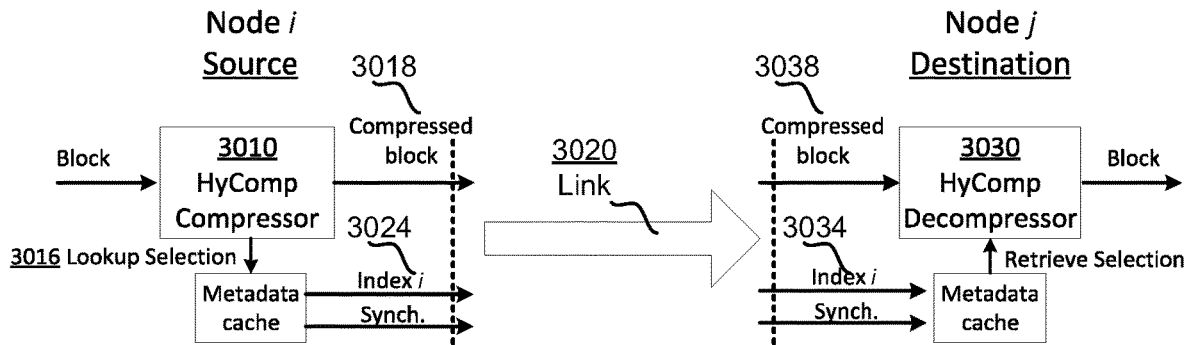 Node i
Source
3018
Compressed
block
Block
3010
HyComp
Compressor
3024
3016 Lookup Selection
Metadata
cache
Index i
Synch.
3020
Link
Node j
Destination
3038
Compressed
block
3030
HyComp
Decompressor
Block
3034
Retrieve Selection
Index i
Synch.
Metadata
cache